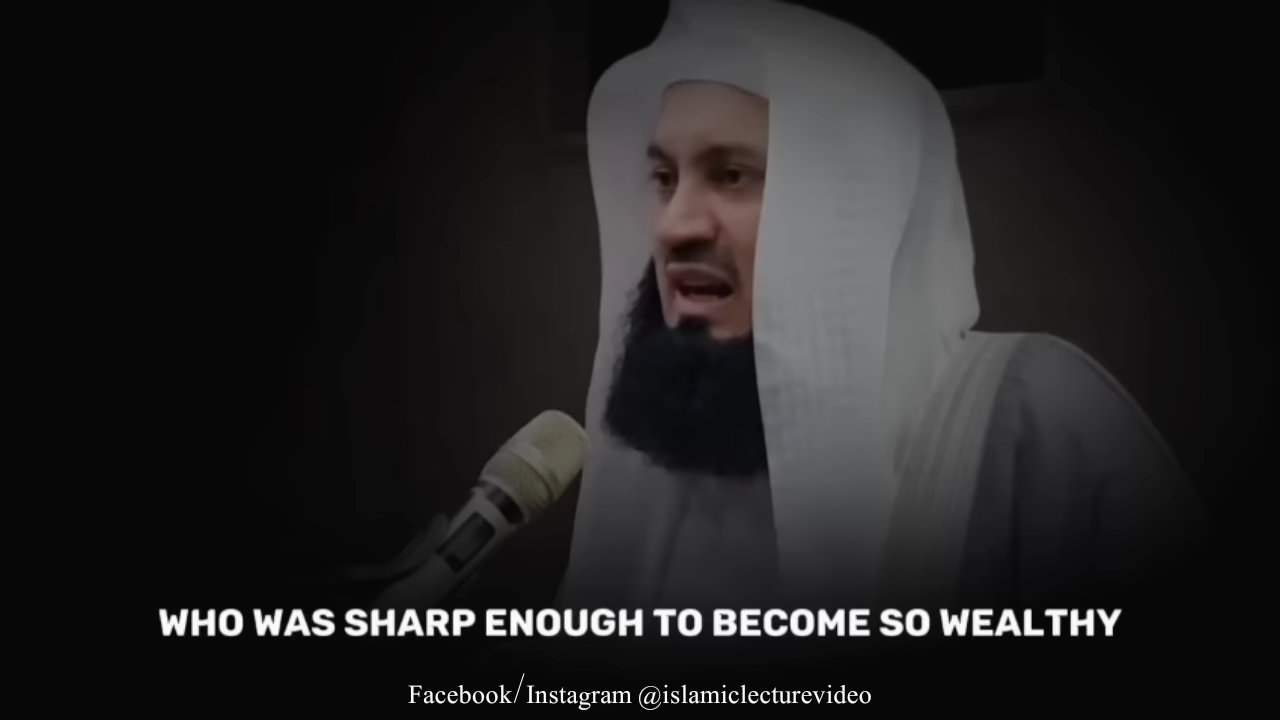 WHO WAS SHARP ENOUGH TO BECOME SO WEALTHY
Facebook/Instagram @islamiclecturevideo